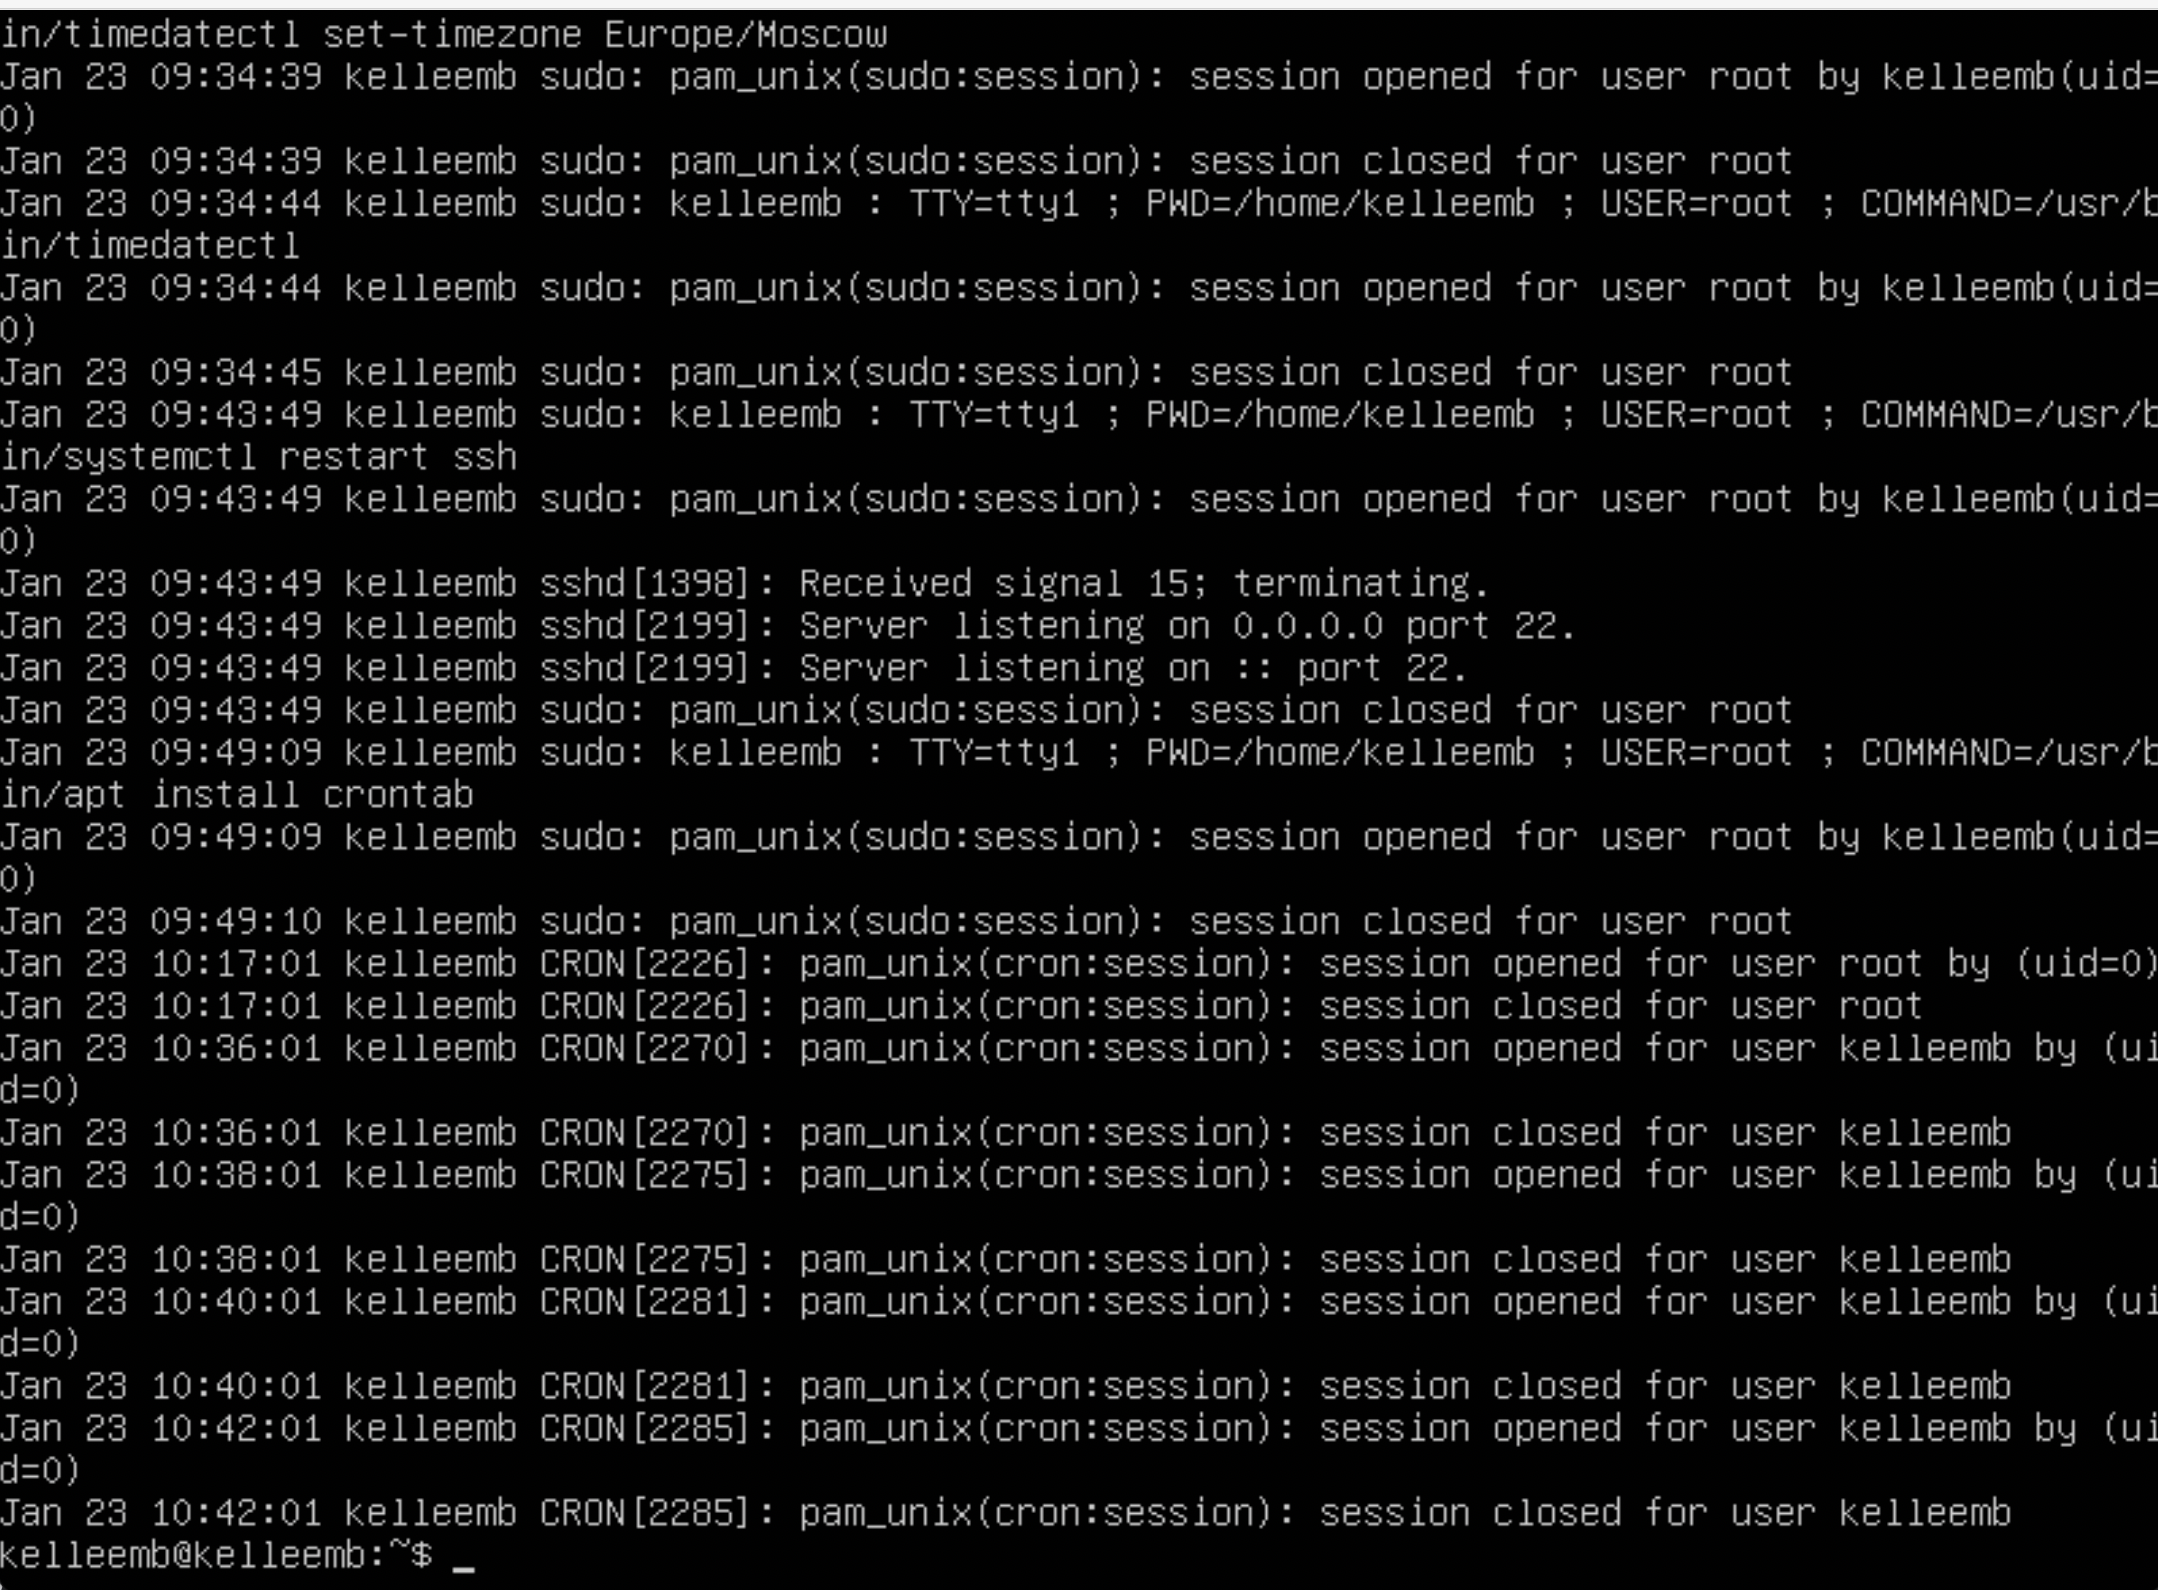 in/timedatectl set-timezone Europe/Moscow
Jan 23 09:34:39 kelleemb sudo: pam_unix(sudo:session): session opened for user root by kelleemb(uid=
0)
Jan 23 09:34:39 kelleemb sudo: pam_unix(sudo:session): session closed for user root
Jan 23 09:34:44 kelleemb sudo: kelleemb : TTY=tty1 ; PWD=/home/kelleemb ; USER=root ; COMMAND=/usr/b
in/timedatectl
Jan 23 09:34:44 kelleemb sudo: pam_unix(sudo:session): session opened for user root by kelleemb(uid=
0)
Jan 23 09:34:45 kelleemb sudo: pam_unix(sudo:session): session closed for user root
Jan 23 09:43:49 kelleemb sudo: kelleemb : TTY=tty1 ; PWD=/home/kelleemb ; USER=root ; COMMAND=/usr/b
in/systemctl restart ssh
Jan 23 09:43:49 kelleemb sudo: pam_unix(sudo:session): session opened for user root by kelleemb(uid=
0)
Jan 23 09:43:49 kelleemb sshd[1398]: Received signal 15; terminating.
Jan 23 09:43:49 kelleemb sshd[2199]: Server listening on 0.0.0.0 port 22.
Jan 23 09:43:49 kelleemb sshd[2199]: Server listening on :: port 22.
Jan 23 09:43:49 kelleemb sudo: pam_unix(sudo:session): session closed for user root
Jan 23 09:49:09 kelleemb sudo: kelleemb : TTY=tty1 ; PWD=/home/kelleemb ; USER=root ; COMMAND=/usr/b
in/apt install crontab
Jan 23 09:49:09 kelleemb sudo: pam_unix(sudo:session): session opened for user root by kelleemb(uid=
0)
Jan 23 09:49:10 kelleemb sudo: pam_unix(sudo:session): session closed for user root
Jan 23 10:17:01 kelleemb CRON[2226]: pam_unix(cron:session): session opened for user root by (uid=0)
Jan 23 10:17:01 kelleemb CRON[2226]: pam_unix(cron:session): session closed for user root
Jan 23 10:36:01 kelleemb CRON[2270]: pam_unix(cron:session): session opened for user kelleemb by (ui
d=0)
Jan 23 10:36:01 kelleemb CRON[2270]: pam_unix(cron:session): session closed for user kelleemb
Jan 23 10:38:01 kelleemb CRON[2275]: pam_unix(cron:session): session opened for user kelleemb by (ui
d=0)
Jan 23 10:38:01 kelleemb CRON[2275]: pam_unix(cron:session): session closed for user kelleemb
Jan 23 10:40:01 kelleemb CRON[2281]: pam_unix(cron:session): session opened for user kelleemb by (ui
d=0)
Jan 23 10:40:01 kelleemb CRON[2281]: pam_unix(cron:session): session closed for user kelleemb
Jan 23 10:42:01 kelleemb CRON[2285]: pam_unix(cron:session): session opened for user kelleemb by (ui
d=0)
Jan 23 10:42:01 kelleemb CRON[2285]: pam_unix(cron:session): session closed for user kelleemb
kelleemb@kelleemb:~$ _